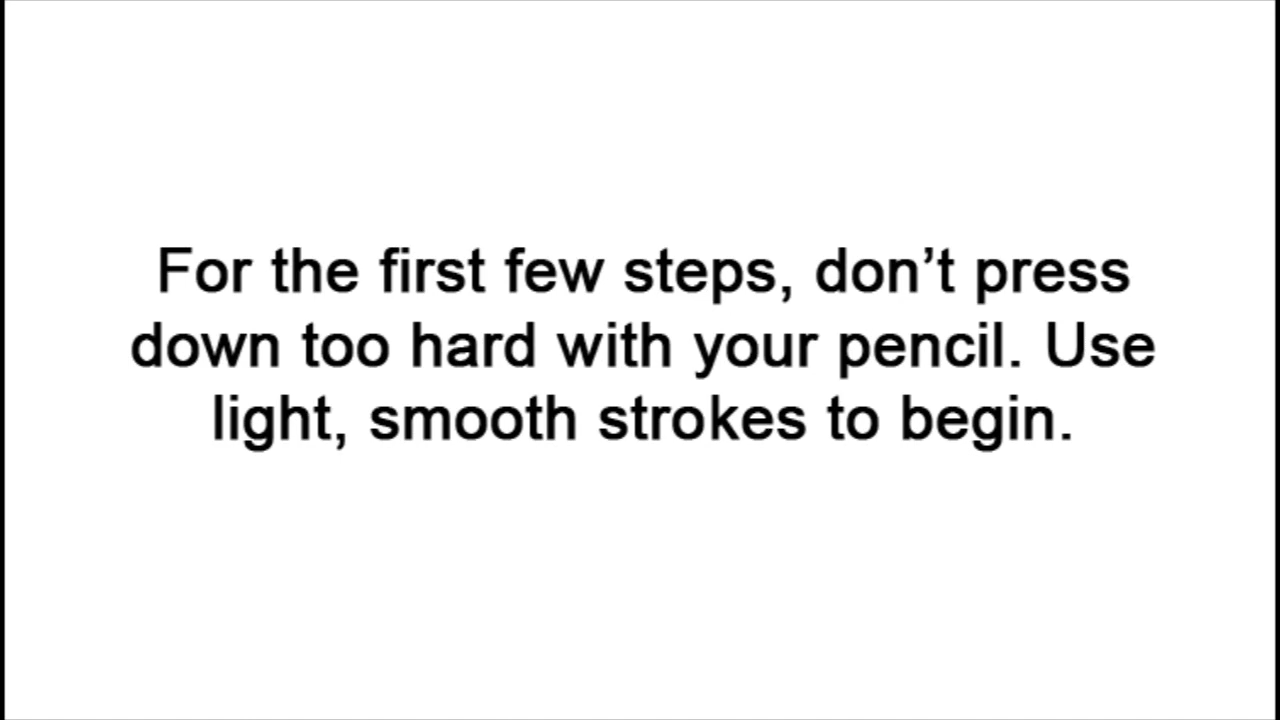 For the first few steps, don’t press
down too hard with your pencil. Use
light, smooth strokes to begin.